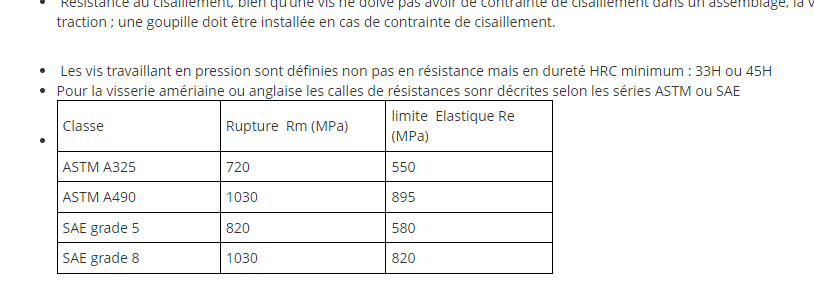 Résistance au cisaillement, bien qu'une vis ne doive pas avoir de contrainte de cisaillement dans un assemblage, la v
traction ; une goupille doit être installée en cas de contrainte de cisaillement.
Les vis travaillant en pression sont définies non pas en résistance mais en dureté HRC minimum : 33H ou 45H
Pour la visserie amériaine ou anglaise les calles de résistances sonr décrites selon les séries ASTM ou SAE
Classe Rupture Rm (MPa) limite Elastique Re
(MPa)
ASTM A325 720 550
ASTM A490 1030 895
SAE grade 5 820 580
SAE grade 8 1030 820